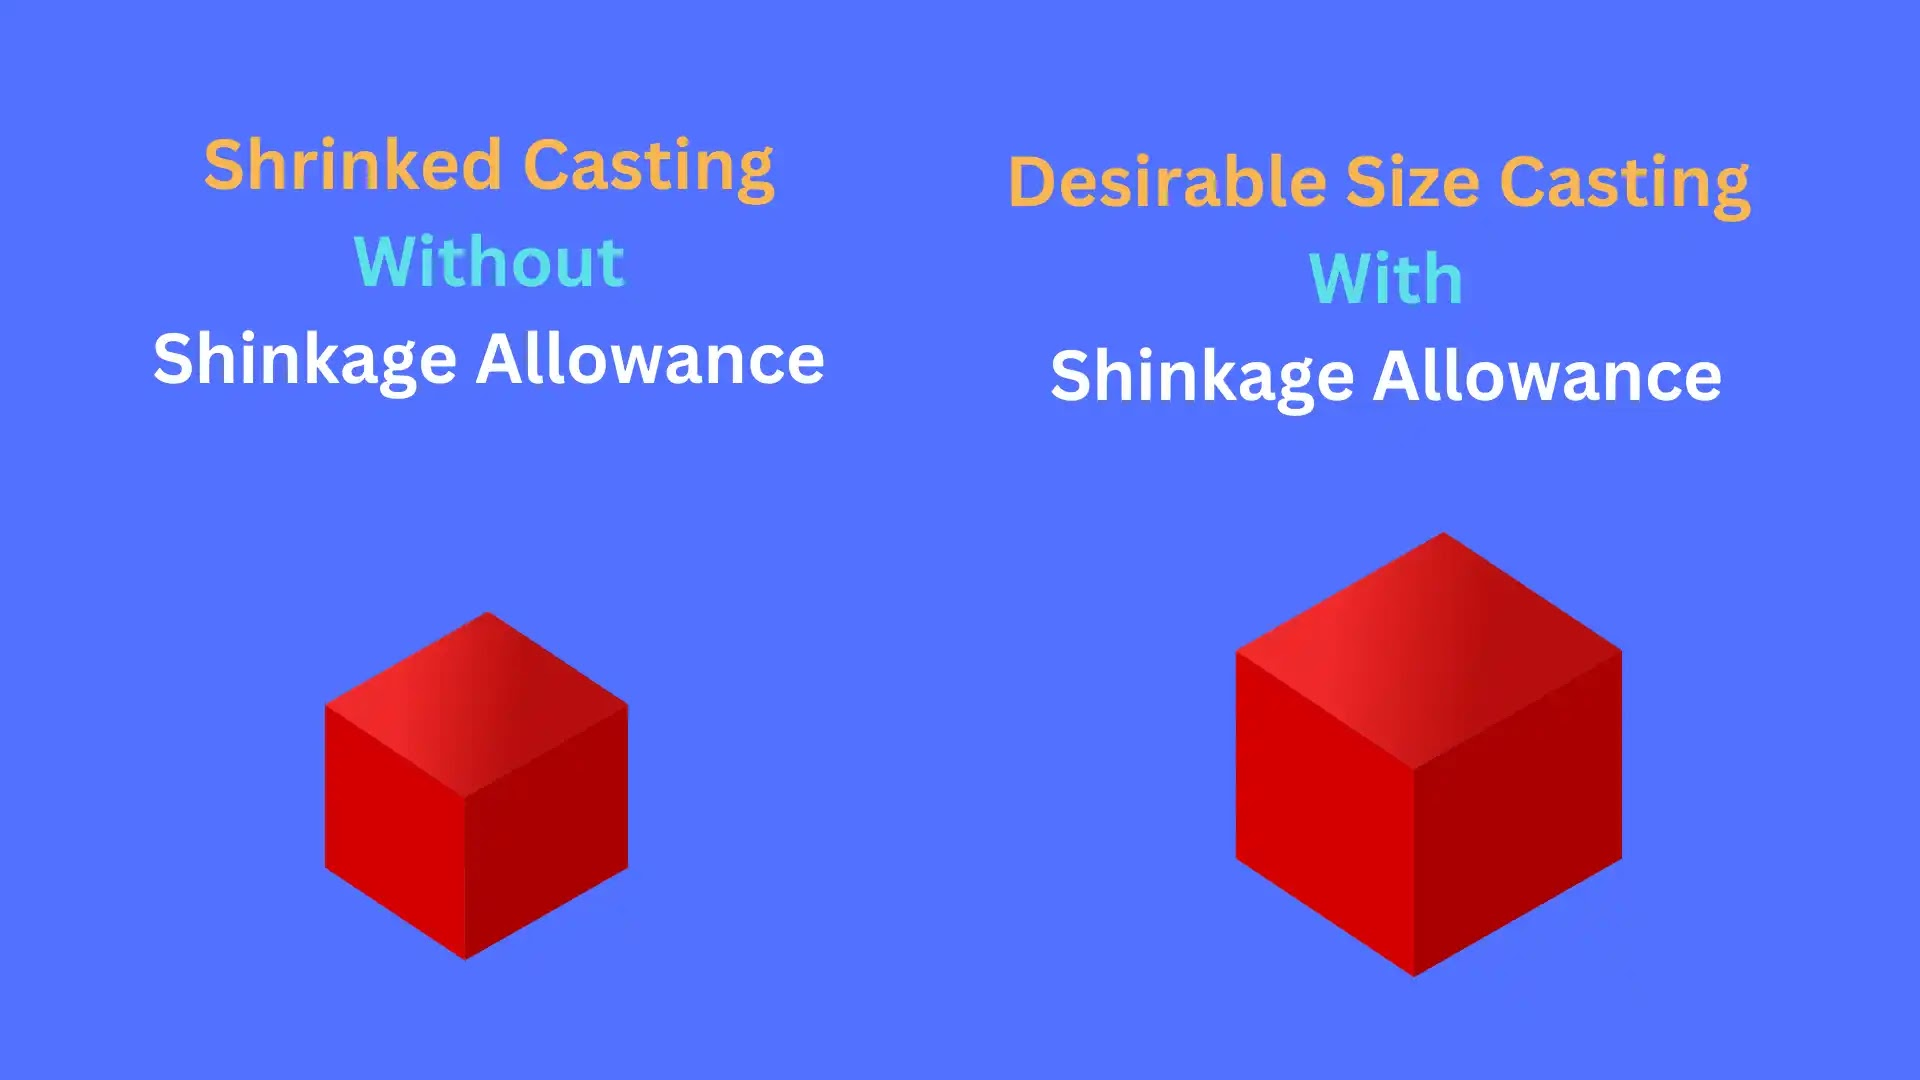 Shrinked Casting
Without
Shinkage Allowance
Desirable Size Casting
With
Shinkage Allowance